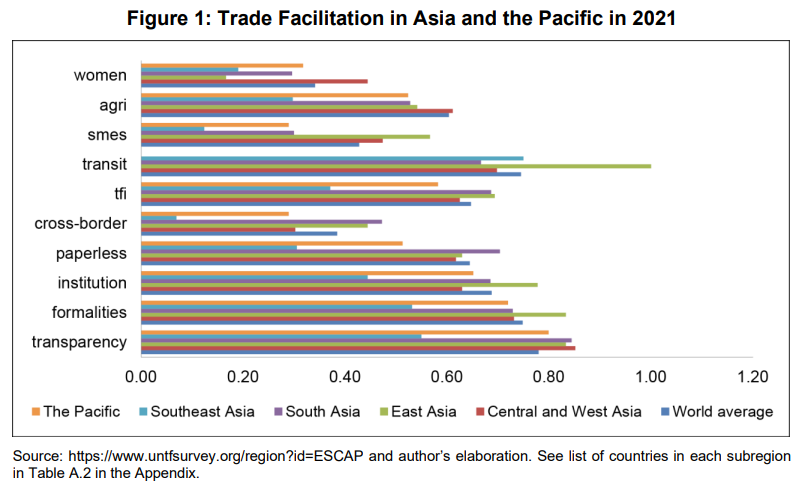 Figure 1: Trade Facilitation in Asia and the Pacific in 2021
women
agri
smes
transit
tfi
cross-border
paperless
institution
formalities
transparency
0.00 0.20 0.40 0.60 0.80 1.00 1.20
The Pacific Southeast Asia South Asia East Asia Central and West Asia World average
Source: https://www.untfsurvey.org/region?id=ESCAP and author's elaboration. See list of countries in each subregion
in Table A.2 in the Appendix.